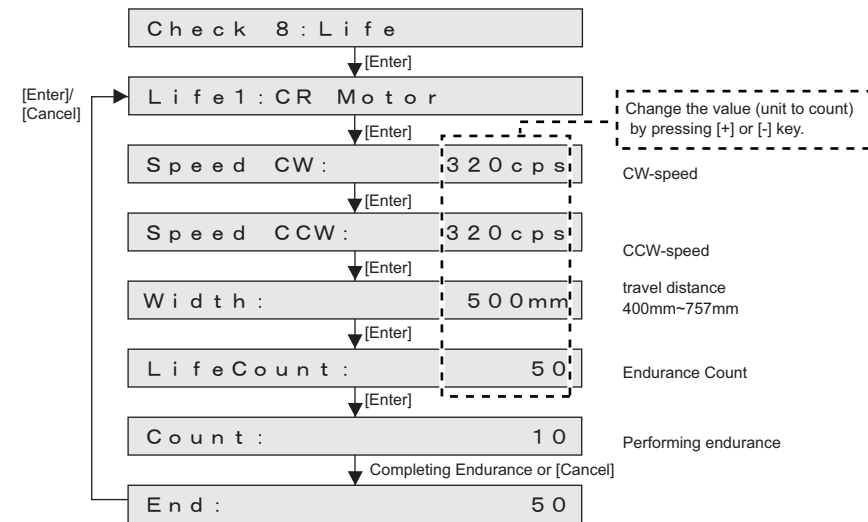 Check 8:Life
[Enter]
[Enter]/
[Cancel]
Life1:CR Motor
Change the value (unit to count)
by pressing [+] or [-] key.
[Enter]
Speed CW: 320cps
CW-speed
[Enter]
Speed CCW: 320cps
CCW-speed
[Enter]
Width: 500mm
travel distance
400mm~757mm
[Enter]
LifeCount: 50
Endurance Count
[Enter]
Count: 10
Performing endurance
Completing Endurance or [Cancel]
End: 50